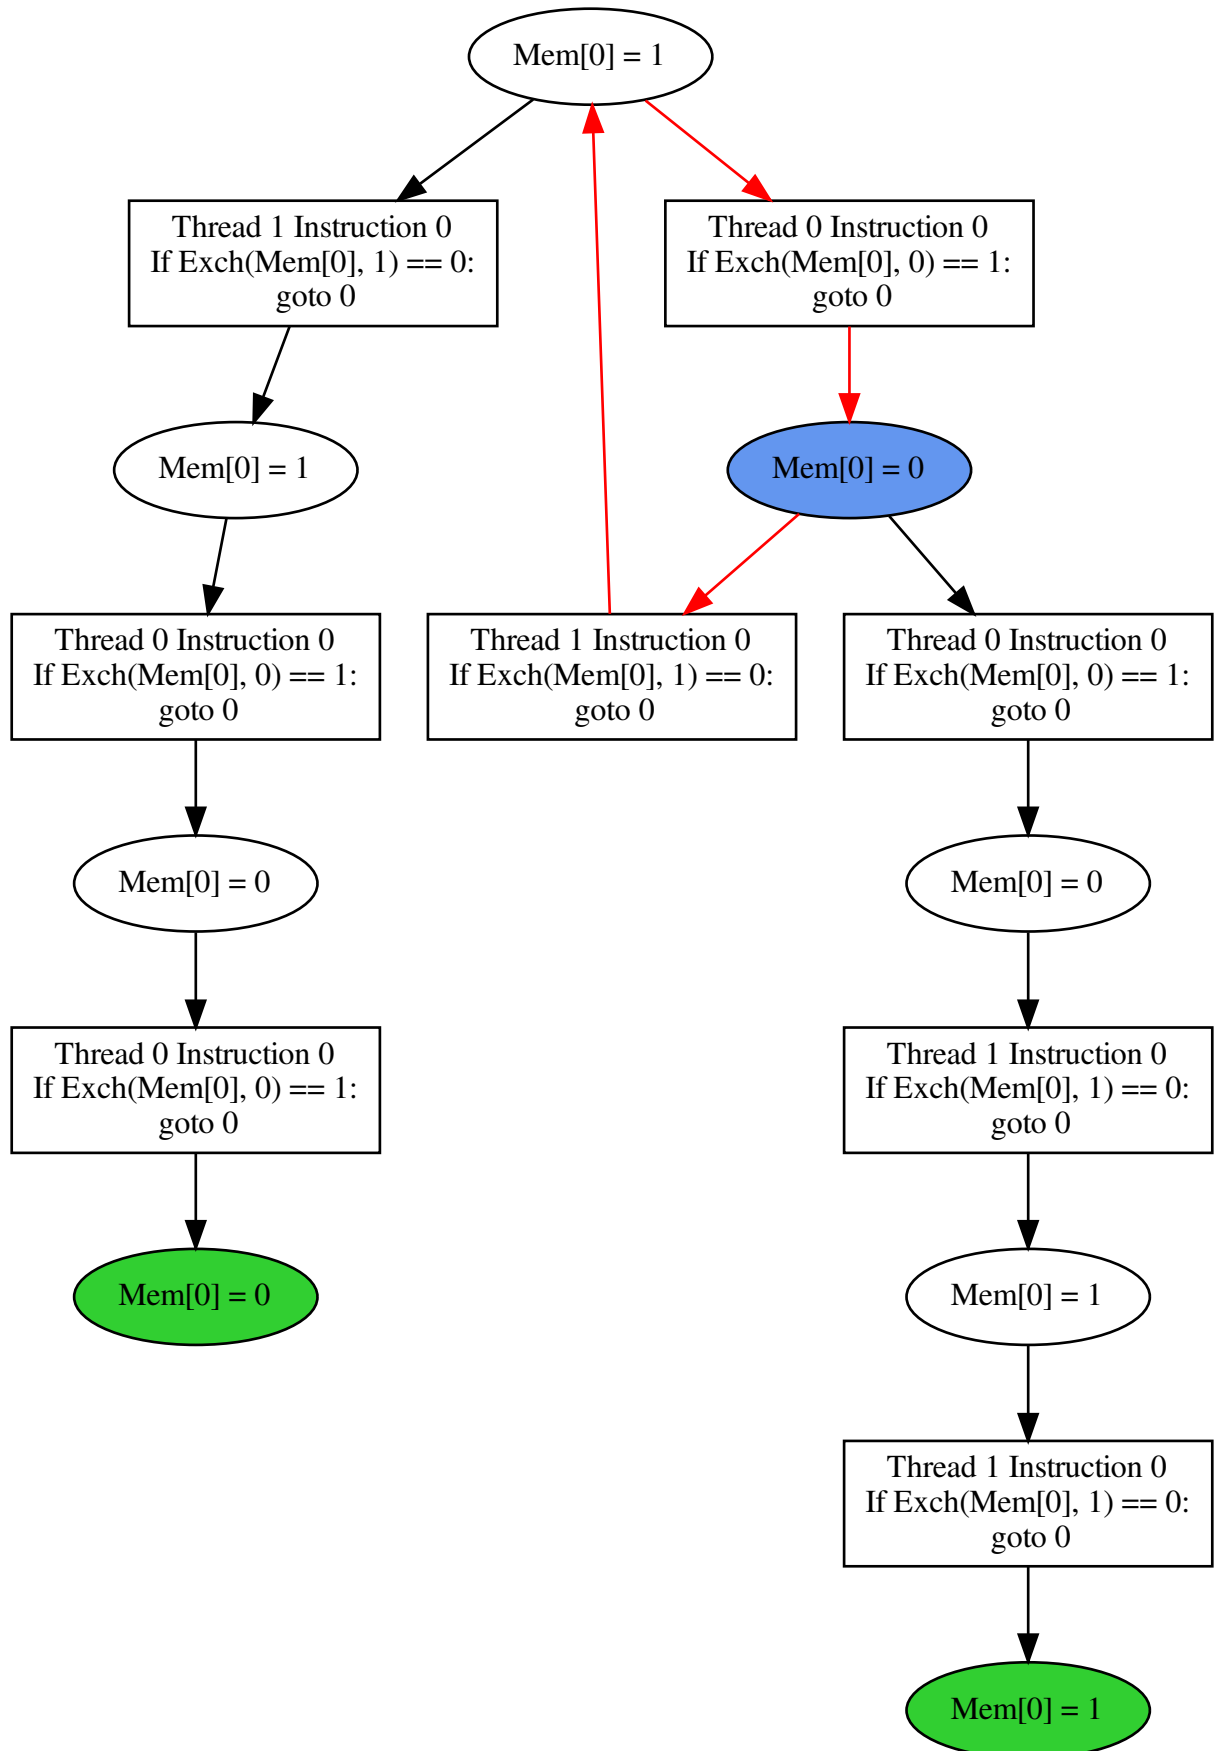 Mem[0] = 1
Thread 1 Instruction 0
If Exch(Mem[0], 1) == 0:
goto 0
Thread 0 Instruction 0
If Exch(Mem[0], 0) == 1:
goto 0
Mem[0] = 1
Mem[0] = 0
Thread 0 Instruction 0
If Exch(Mem[0], 0) == 1:
goto 0
Thread 1 Instruction 0
If Exch(Mem[0], 1) == 0:
goto 0
Thread 0 Instruction 0
If Exch(Mem[0], 0) == 1:
goto 0
Mem[0] = 0
Mem[0] = 0
Thread 0 Instruction 0
If Exch(Mem[0], 0) == 1:
goto 0
Thread 1 Instruction 0
If Exch(Mem[0], 1) == 0:
goto 0
Mem[0] = 0
Mem[0] = 1
Thread 1 Instruction 0
If Exch(Mem[0], 1) == 0:
goto 0
Mem[0] = 1